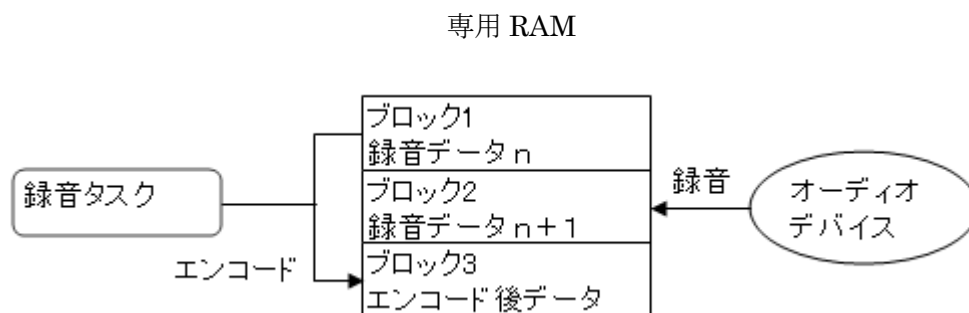 専用 RAM
ブロック1
録音データn
録音タスク
ブロック2
録音データn+1
録音
オーディオ
デバイス
エンコード
ブロック3
エンコード後データ